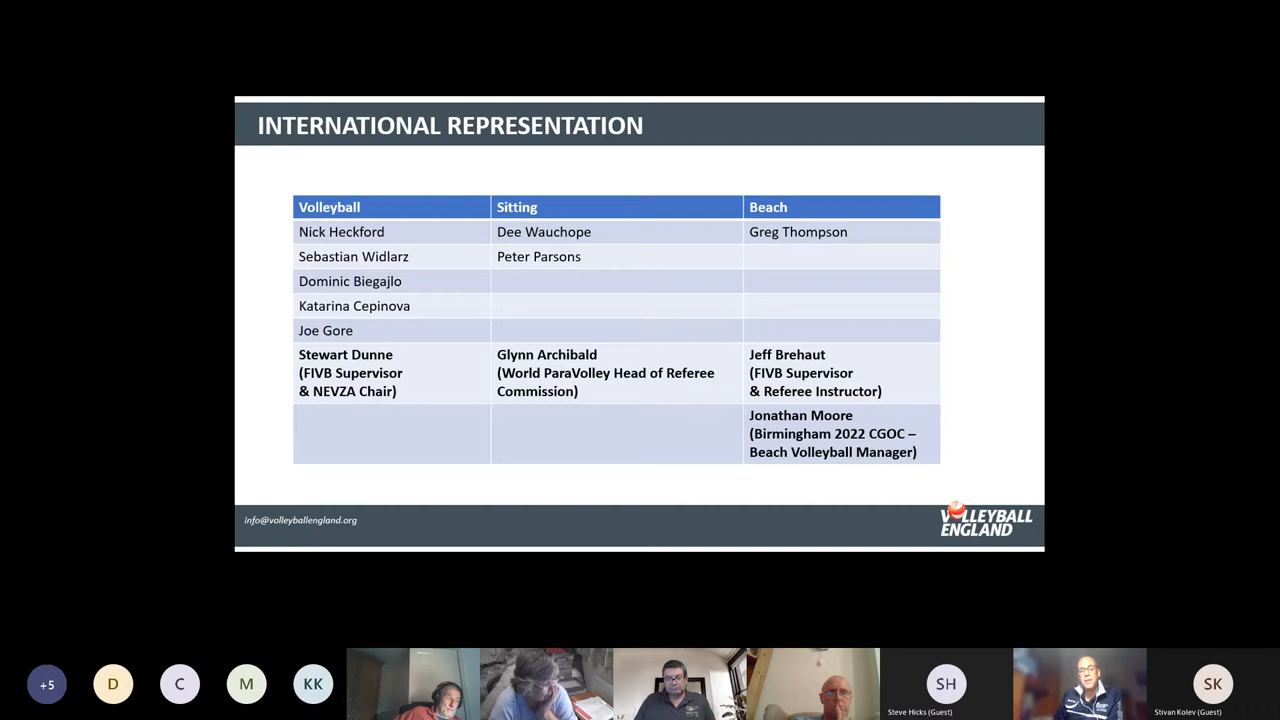 INTERNATIONAL REPRESENTATION
Volleyball Sitting Beach
Nick Heckford Dee Wauchope Greg Thompson
Sebastian Widlarz Peter Parsons
Dominic Biegajlo
Katarina Cepinova
Joe Gore
Stewart Dunne
(FIVB Supervisor
& NEVZA Chair)
Glynn Archibald
(World ParaVolley Head of Referee
Commission)
Jeff Brehaut
(FIVB Supervisor
& Referee Instructor)
Jonathan Moore
(Birmingham 2022 CGOC –
Beach Volleyball Manager)
info@volleyballengland.org
VOLLEYBALL
ENGLAND
+5
D
C
M
KK
SH
Steve Hicks (Guest)
SK
Stivan Kolev (Guest)